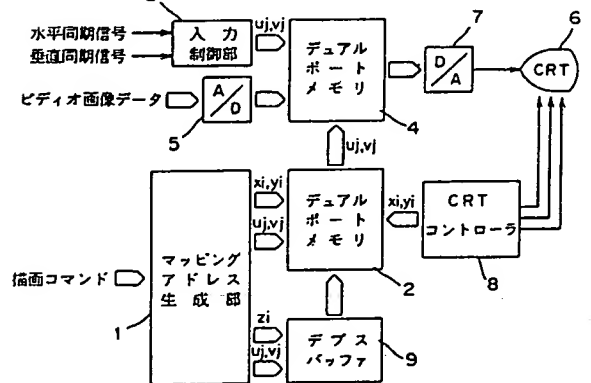 水平同期信号
垂直同期信号
入力
制御部
uj,vj
デュアル
ポート
メモリ
4
7
D/A
6
CRT
ビディオ画像データ
A/D
5
uj,vj
描画コマンド
マッピング
アドレス
生成部
1
xi,yi
uj,vj
デュアル
ポート
メモリ
2
xi,yi
CRT
コントローラ
8
zi
uj,vj
デプス
バッファ
9